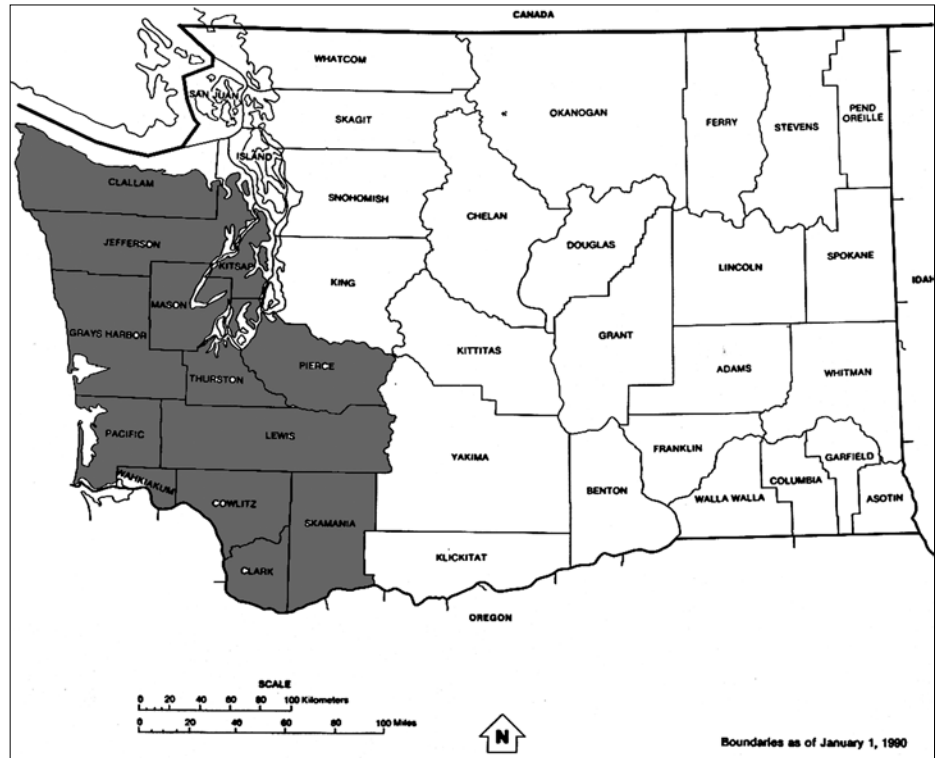 CANADA
WHATCOM
SAN JUAN
SKAGIT
OKANOGAN
FERRY
STEVENS
PEND
OREILLE
ISLAND
CLALLAM
SNOHOMISH
CHELAN
DOUGLAS
JEFFERSON
KITSAP
KING
LINCOLN
SPOKANE
IDAH
MASON
GRAYS HARBOR
GRANT
KITTITAS
PIERCE
THURSTON
ADAMS
WHITMAN
PACIFIC
LEWIS
YAKIMA
FRANKLIN
GARFIELD
WAHKIAKUM
COWLITZ
SKAMANIA
BENTON
WALLA WALLA
COLUMBIA
ASOTIN
KLICKITAT
CLARK
OREGON
SCALE
0 20 40 60 80 100 Kilometers
0 20 40 60 80 100 Miles
N
Boundaries as of January 1, 1990